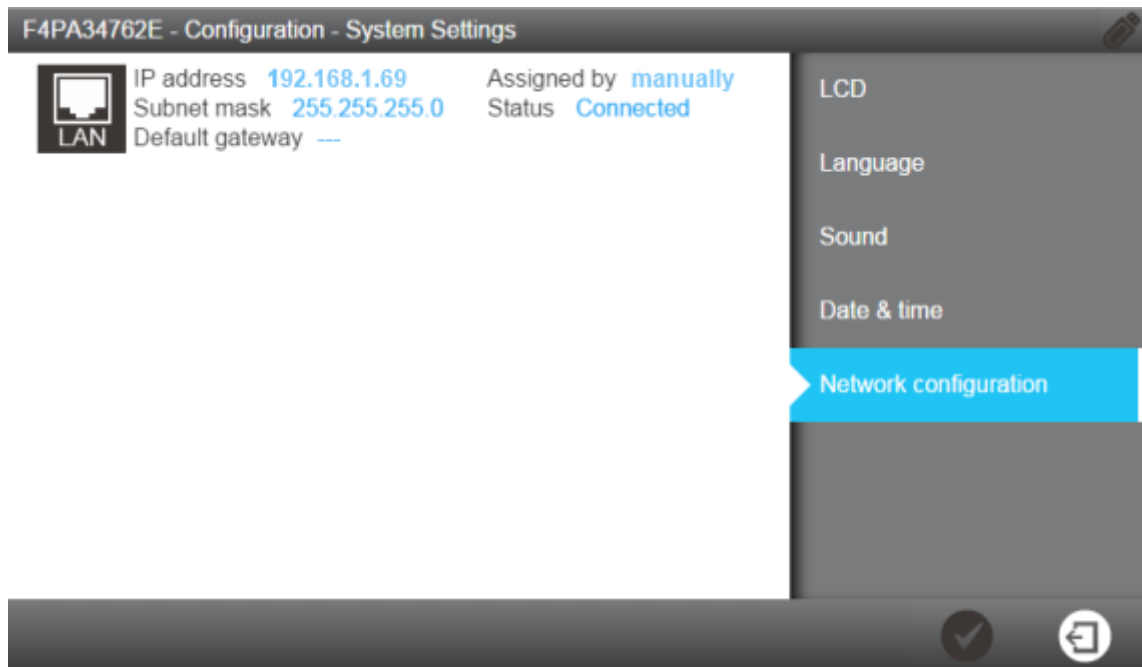 F4PA34762E - Configuration - System Settings
IP address 192.168.1.69 Assigned by manually
Subnet mask 255.255.255.0 Status Connected
LAN Default gateway ---
LCD
Language
Sound
Date & time
Network configuration